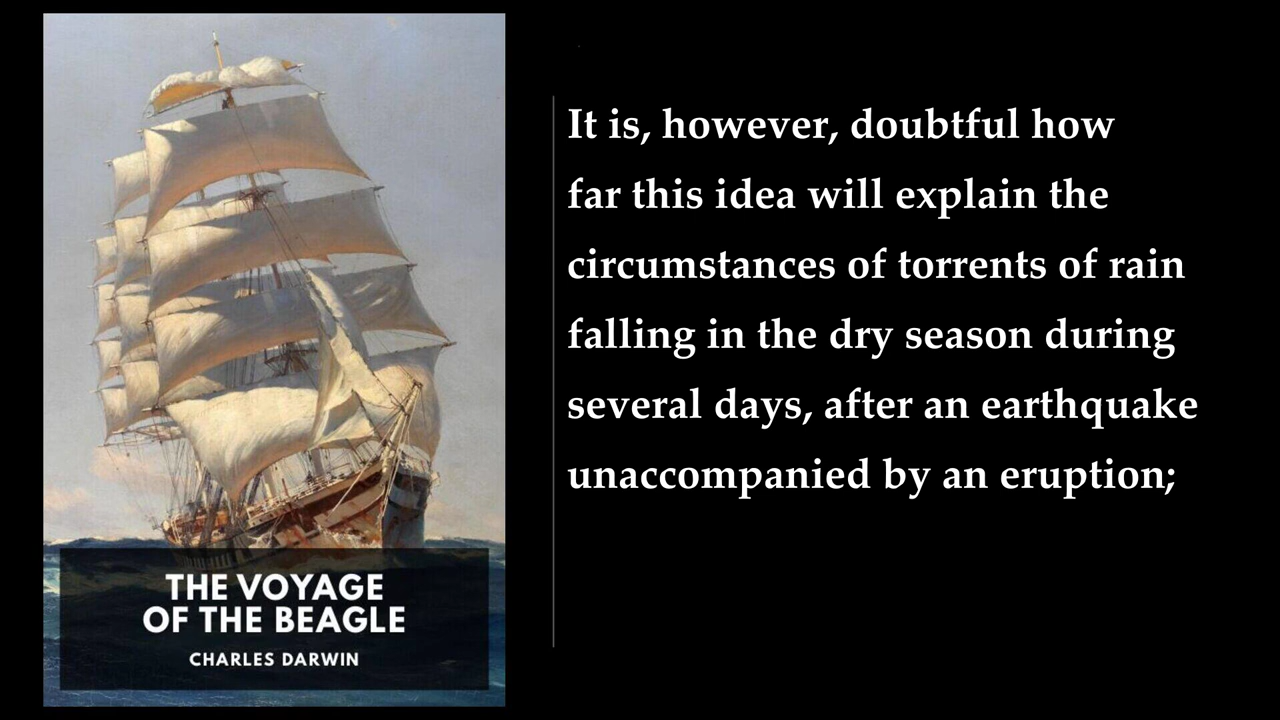 THE VOYAGE
OF THE BEAGLE
CHARLES DARWIN
It is, however, doubtful how
far this idea will explain the
circumstances of torrents of rain
falling in the dry season during
several days, after an earthquake
unaccompanied by an eruption;